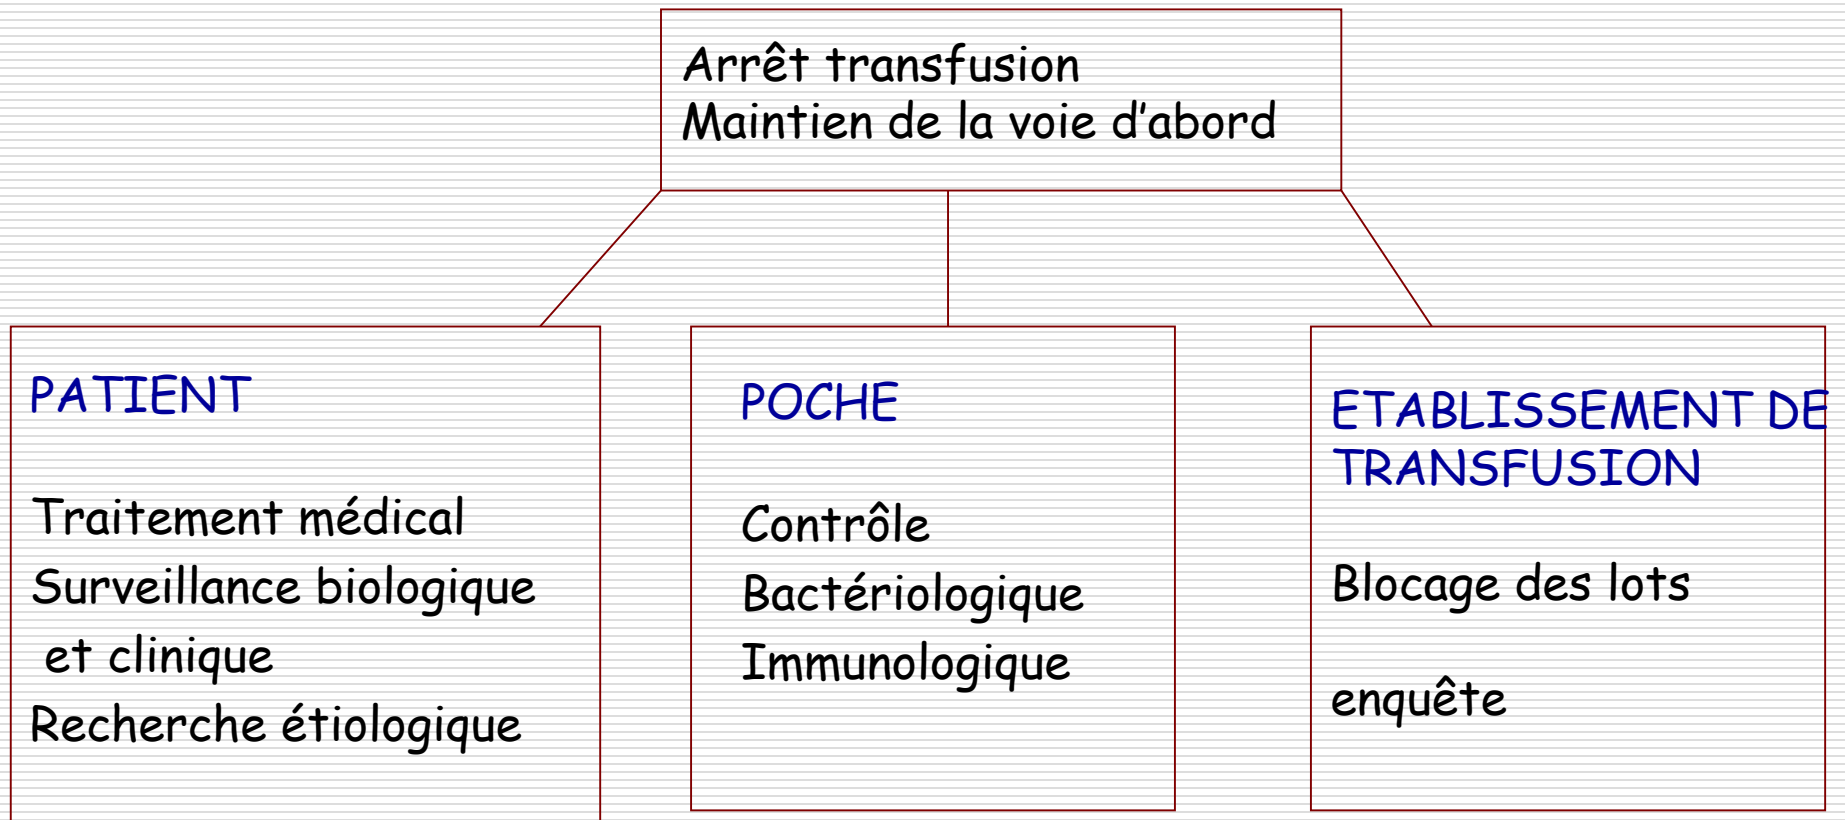 Arrêt transfusion
Maintien de la voie d'abord
PATIENT
Traitement médical
Surveillance biologique
et clinique
Recherche étiologique
POCHE
Contrôle
Bactériologique
Immunologique
ETABLISSEMENT DE
TRANSFUSION
Blocage des lots
enquête